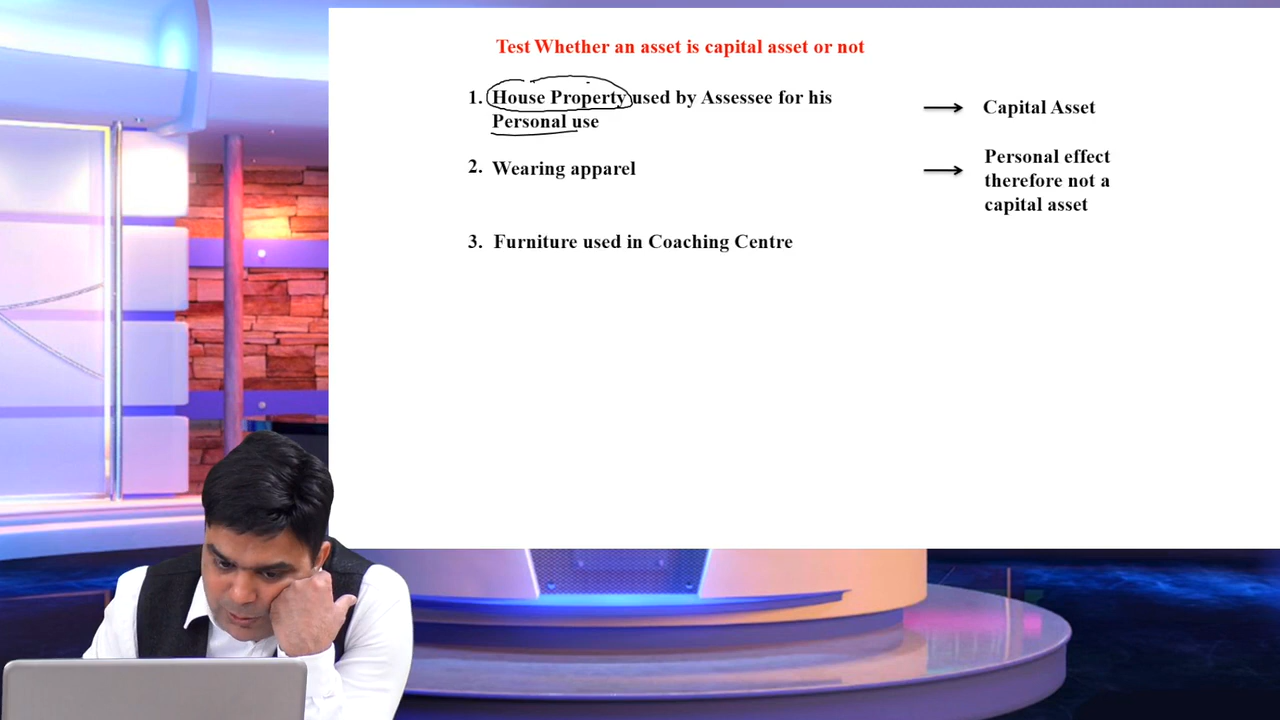 Test Whether an asset is capital asset or not
1. House Property used by Assessee for his
Personal use
Capital Asset
2. Wearing apparel
Personal effect
therefore not a
capital asset
3. Furniture used in Coaching Centre